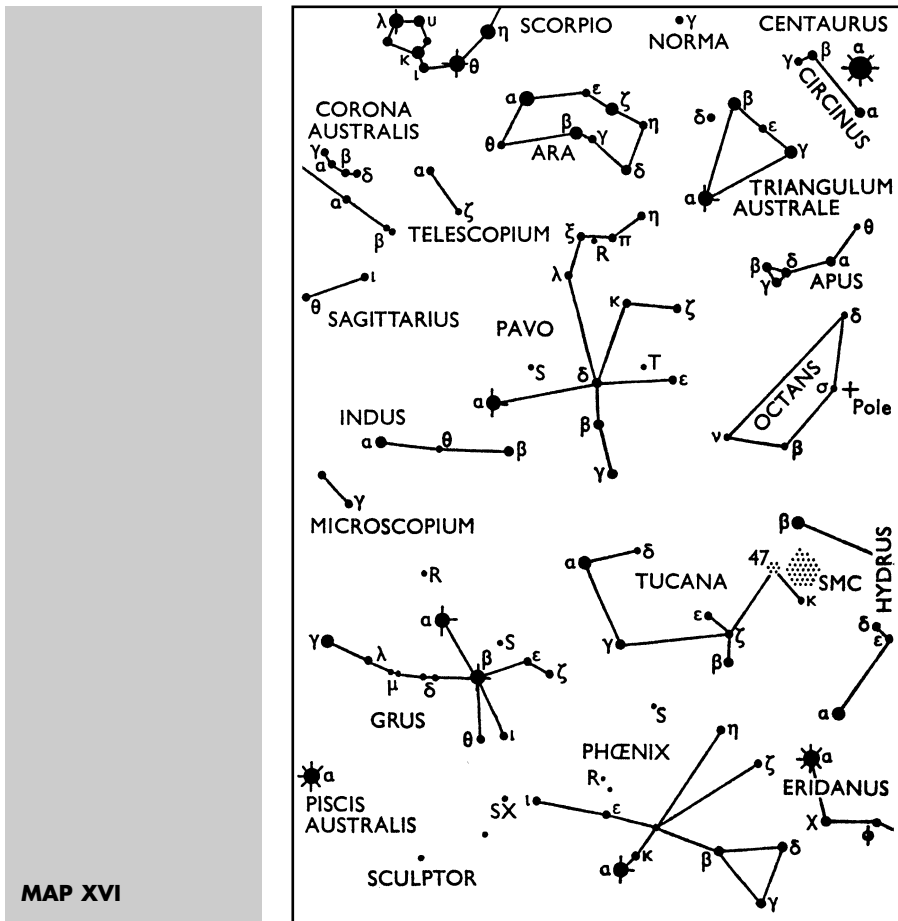 λ υ
κ
ι θ η
SCORPIO
γ
NORMA
CENTAURUS
α
γ β
α
CIRCINUS
CORONA
AUSTRALIS
γ
α β δ
α
β
α
ζ
TELESCOPIUM
α ε ζ
η
θ β γ
δ
ARA
β
δ ε
γ
α
TRIANGULUM
AUSTRALE
θ
β δ α
γ
APUS
ι
θ
SAGITTARIUS
η
ξ R π
λ
κ ζ
PAVO
S T
δ ε
α
β
γ
δ
OCTANS
σ
Pole
ν β
INDUS
α θ β
γ
MICROSCOPIUM
β
HYDRUS
δ
ε
α
α δ
TUCANA
47
SMC
κ
ε
ζ
γ β
R
α
S
γ λ
μ δ β ε
ζ
GRUS
θ ι
S
PHŒNIX
η
ζ
R
ι ε
κ
α
β δ
γ
α
ERIDANUS
χ
φ
α
PISCIS
AUSTRALIS
SX
SCULPTOR
MAP XVI